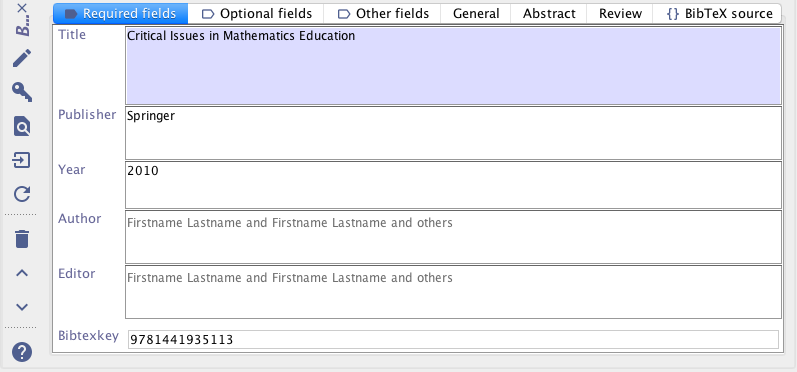 B...
Required fields Optional fields Other fields General Abstract Review {} BibTeX source
Title Critical Issues in Mathematics Education
Publisher Springer
Year 2010
Author Firstname Lastname and Firstname Lastname and others
Editor Firstname Lastname and Firstname Lastname and others
Bibtexkey 9781441935113